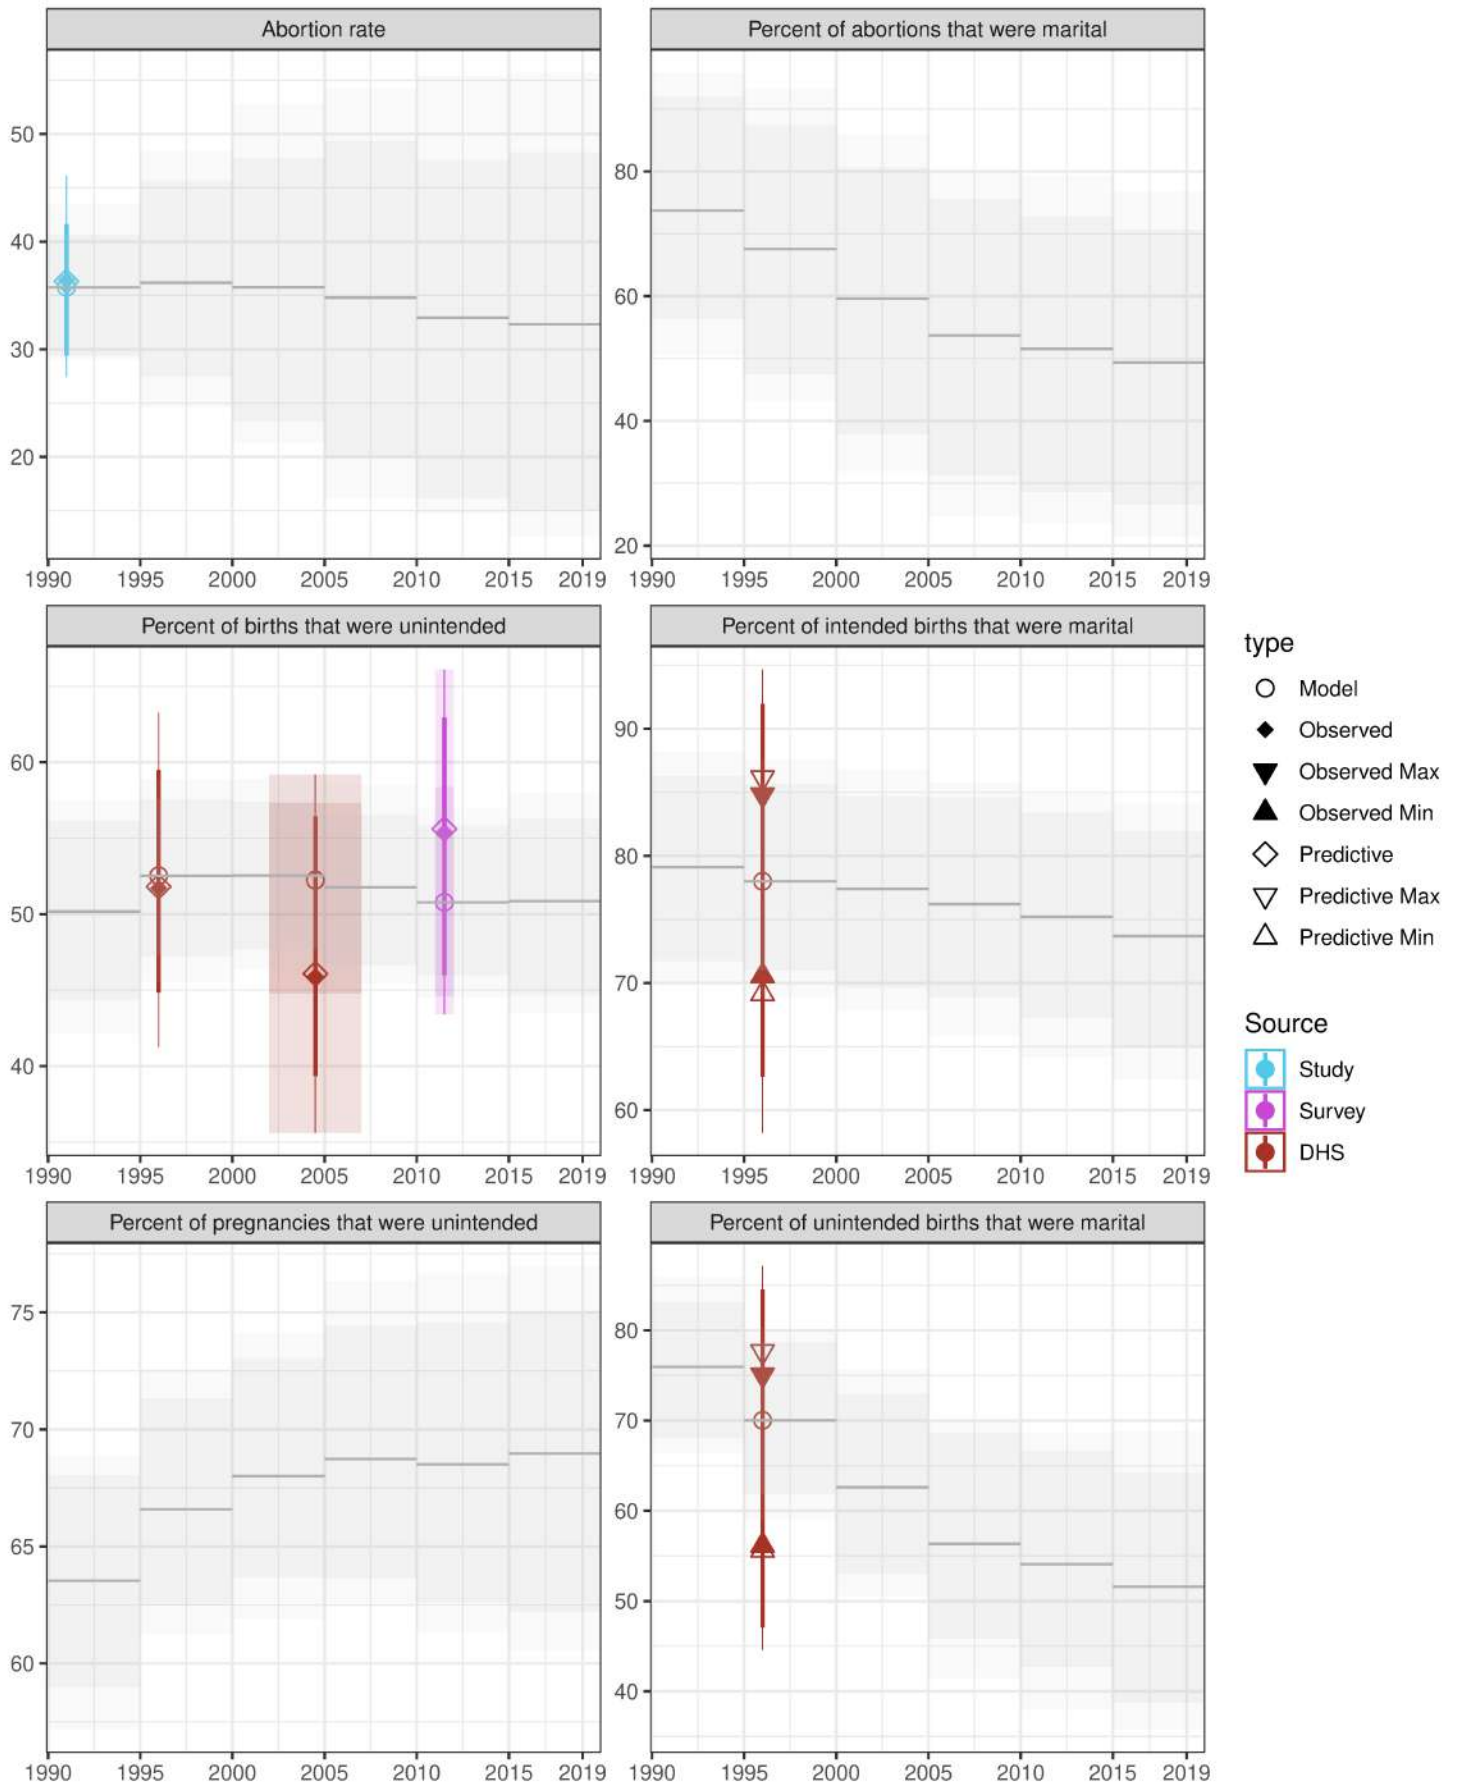 Abortion rate
Percent of abortions that were marital
50
40
30
20
80
60
40
20
1990 1995 2000 2005 2010 2015 2019
1990 1995 2000 2005 2010 2015 2019
Percent of births that were unintended
Percent of intended births that were marital
60
50
40
90
80
70
60
1990 1995 2000 2005 2010 2015 2019
1990 1995 2000 2005 2010 2015 2019
Percent of pregnancies that were unintended
Percent of unintended births that were marital
75
70
65
60
80
70
60
50
40
1990 1995 2000 2005 2010 2015 2019
1990 1995 2000 2005 2010 2015 2019
type
Model
Observed
Observed Max
Observed Min
Predictive
Predictive Max
Predictive Min
Source
Study
Survey
DHS